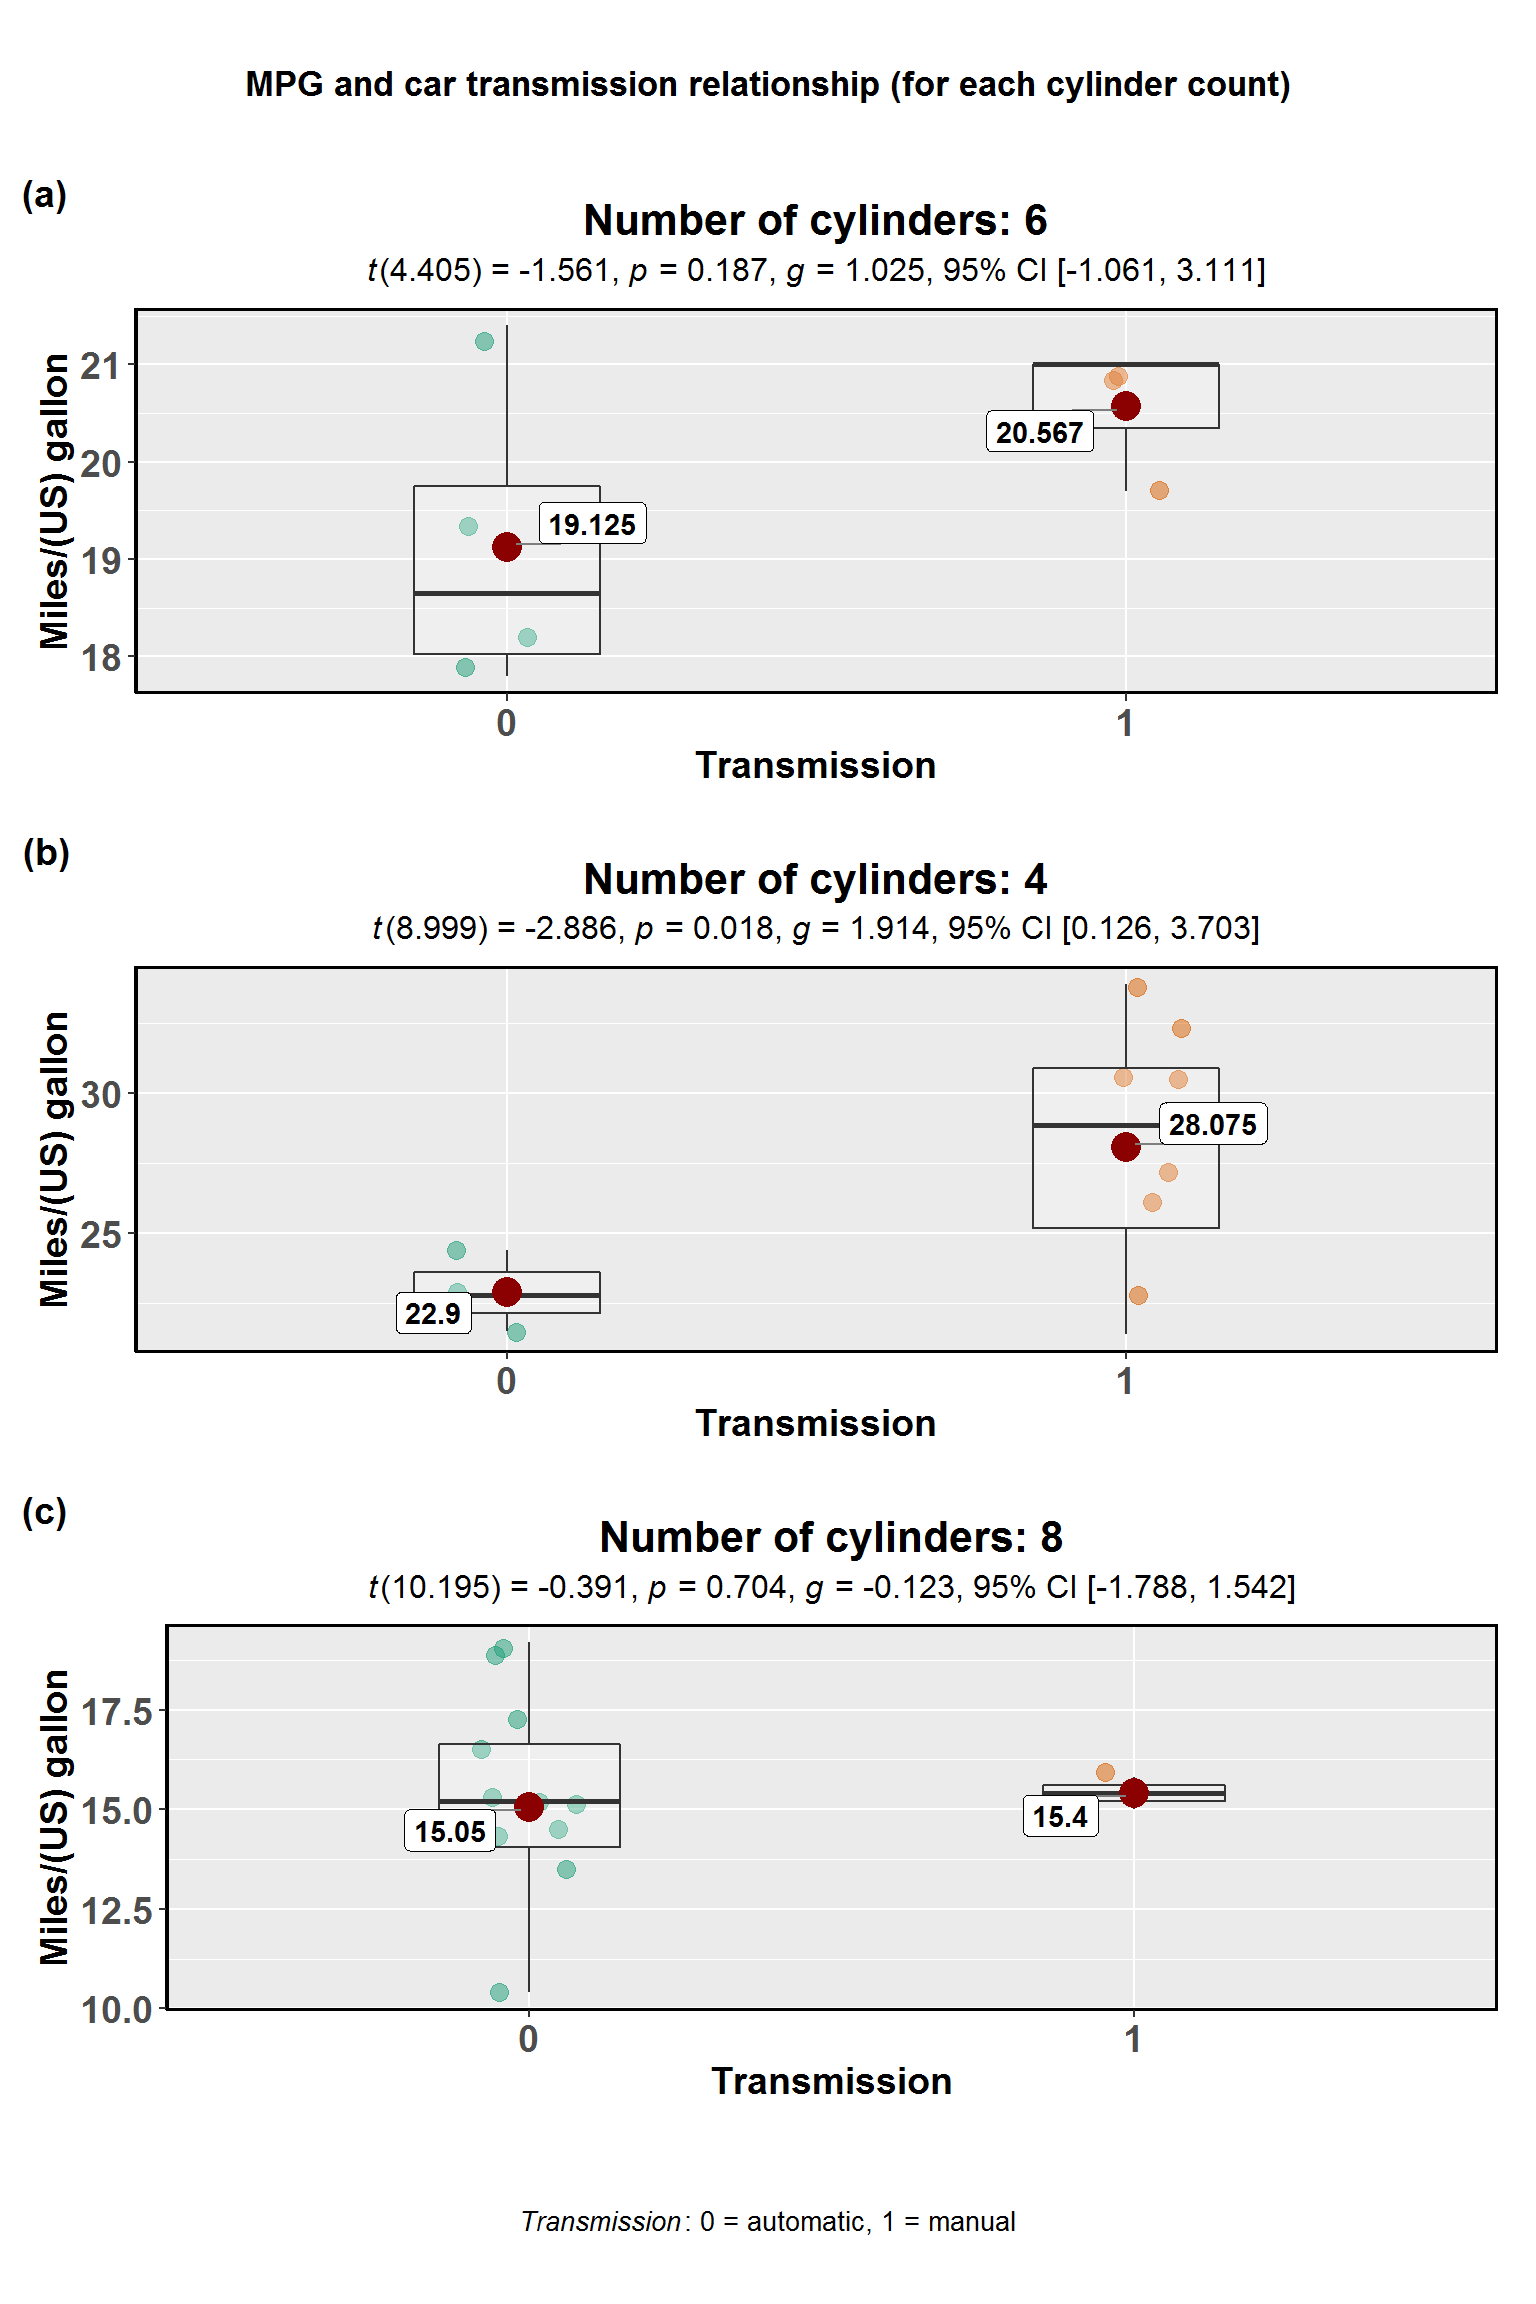 MPG and car transmission relationship (for each cylinder count)
(a)
Number of cylinders: 6
t(4.405) = -1.561, p = 0.187, g = 1.025, 95% CI [-1.061, 3.111]
Miles/(US) gallon
21
20
19
18
19.125
20.567
0
1
Transmission
(b)
Number of cylinders: 4
t(8.999) = -2.886, p = 0.018, g = 1.914, 95% CI [0.126, 3.703]
Miles/(US) gallon
30
25
22.9
28.075
0
1
Transmission
(c)
Number of cylinders: 8
t(10.195) = -0.391, p = 0.704, g = -0.123, 95% CI [-1.788, 1.542]
Miles/(US) gallon
17.5
15.0
12.5
10.0
15.05
15.4
0
1
Transmission
Transmission: 0 = automatic, 1 = manual